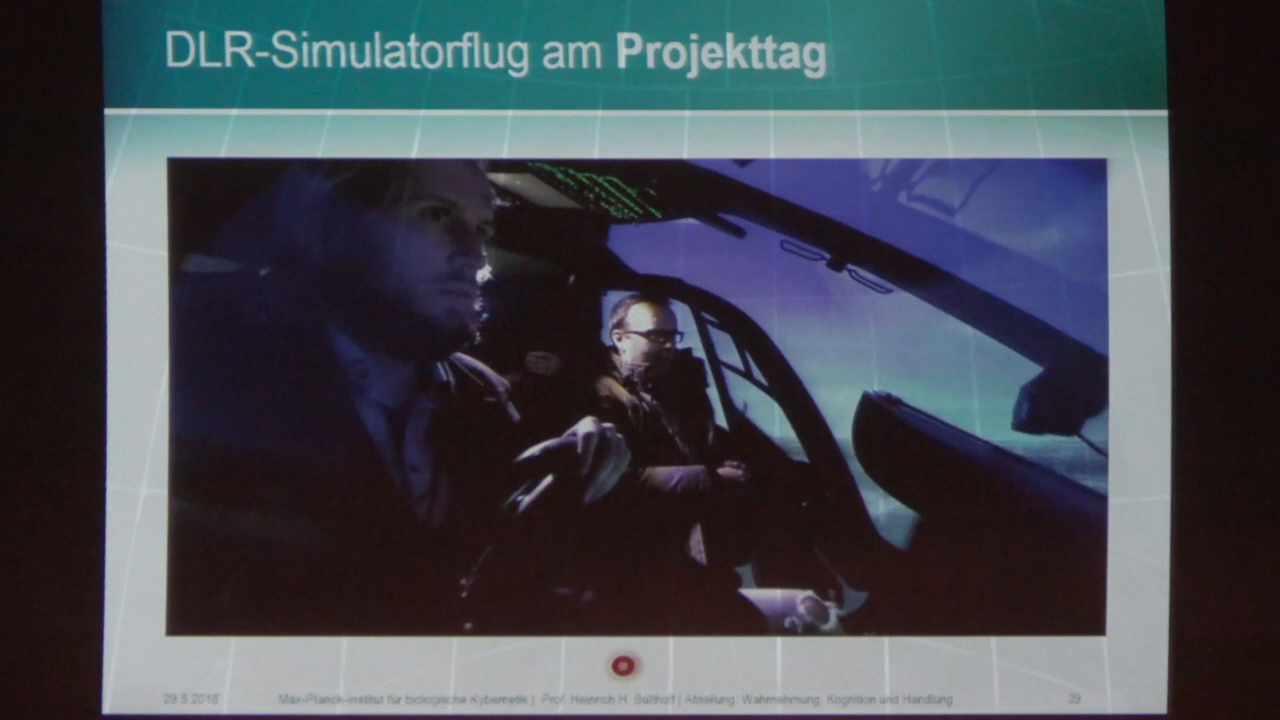 DLR-Simulatorflug am Projekttag
29.5.2018 Max-Planck-Institut für biologische Kybernetik | Prof. Heinrich H. Bülthoff | Abteilung: Wahrnehmung, Kognition und Handlung 39